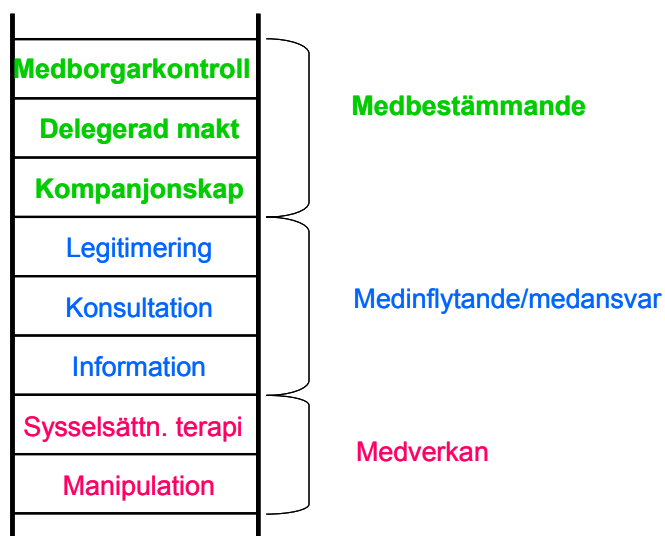 Medborgarkontroll
Delegerad makt
Kompanjonskap
Medbestämmande
Legitimering
Konsultation
Information
Medinflytande/medansvar
Sysselsättn. terapi
Manipulation
Medverkan